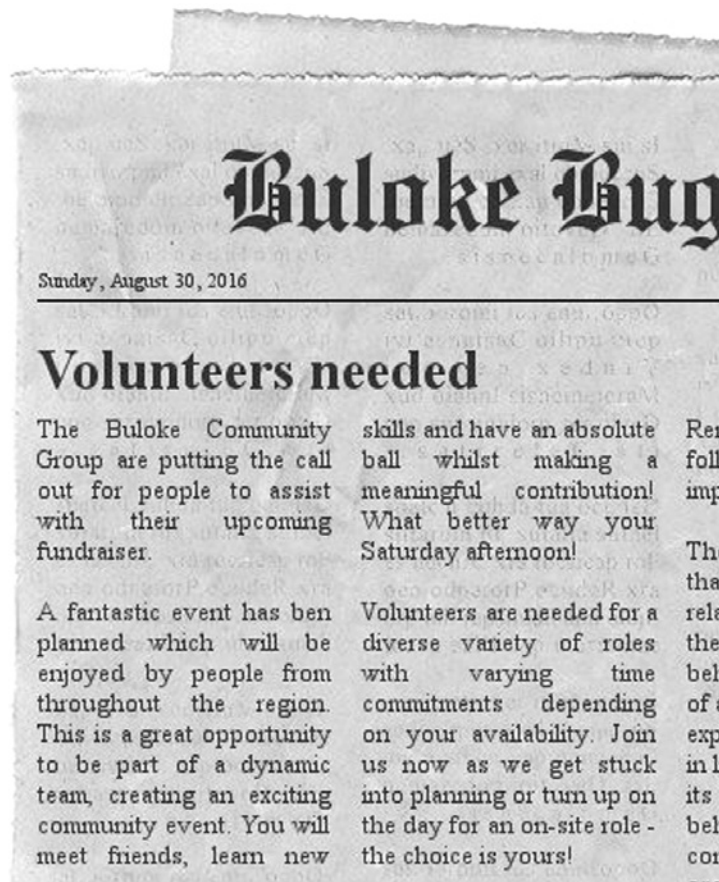 Buloke Bug
Sunday, August 30, 2016
Volunteers needed
The Buloke Community
Group are putting the call
out for people to assist
with their upcoming
fundraiser.
A fantastic event has ben
planned which will be
enjoyed by people from
throughout the region.
This is a great opportunity
to be part of a dynamic
team, creating an exciting
community event. You will
meet friends, learn new
skills and have an absolute
ball whilst making a
meaningful contribution!
What better way your
Saturday afternoon!
Volunteers are needed for a
diverse variety of roles
with varying time
commitments depending
on your availability. Join
us now as we get stuck
into planning or turn up on
the day for an on-site role -
the choice is yours!